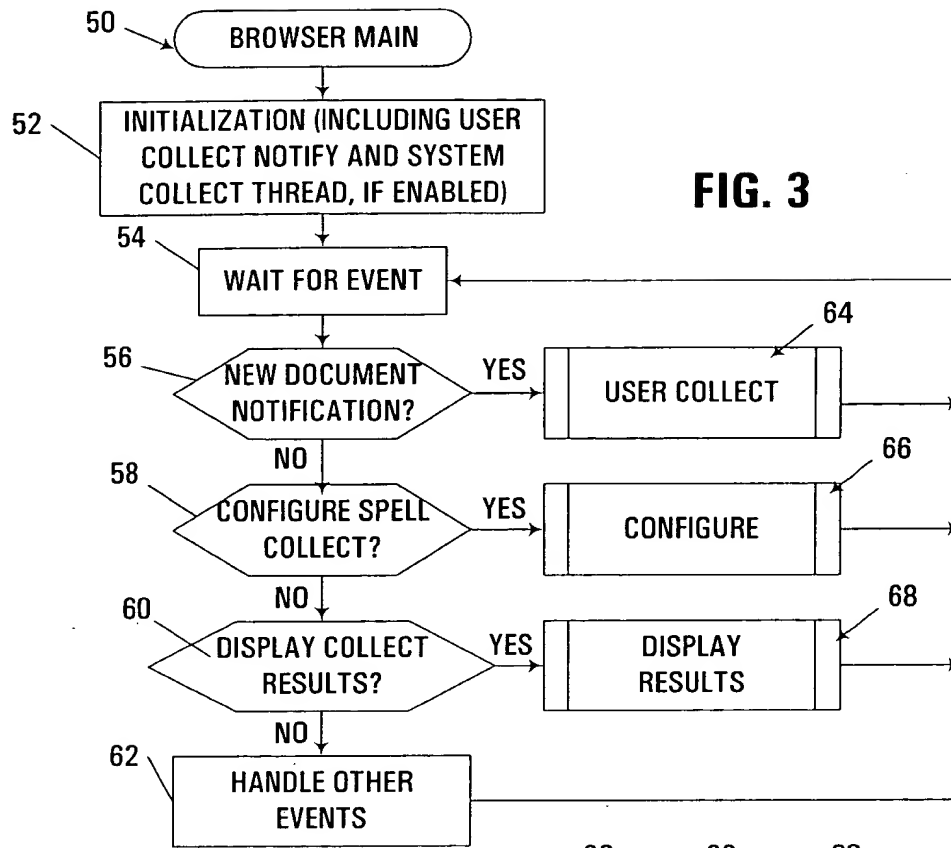 50
BROWSER MAIN
52
INITIALIZATION (INCLUDING USER
COLLECT NOTIFY AND SYSTEM
COLLECT THREAD, IF ENABLED)
FIG. 3
54
WAIT FOR EVENT
56
NEW DOCUMENT
NOTIFICATION?
YES
64
USER COLLECT
NO
58
CONFIGURE SPELL
COLLECT?
YES
66
CONFIGURE
NO
60
DISPLAY COLLECT
RESULTS?
YES
68
DISPLAY
RESULTS
NO
62
HANDLE OTHER
EVENTS